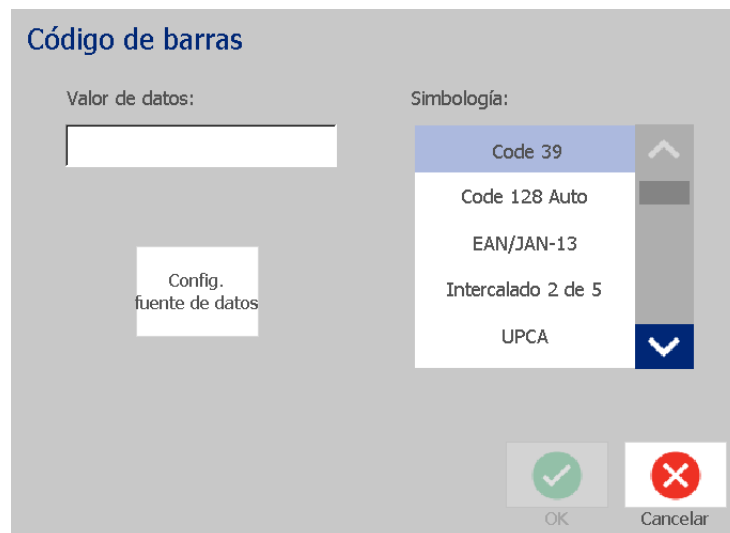 Código de barras
Valor de datos:
Simbología:
Code 39
Code 128 Auto
EAN/JAN-13
Intercalado 2 de 5
UPCA
Config.
fuente de datos
OK
Cancelar